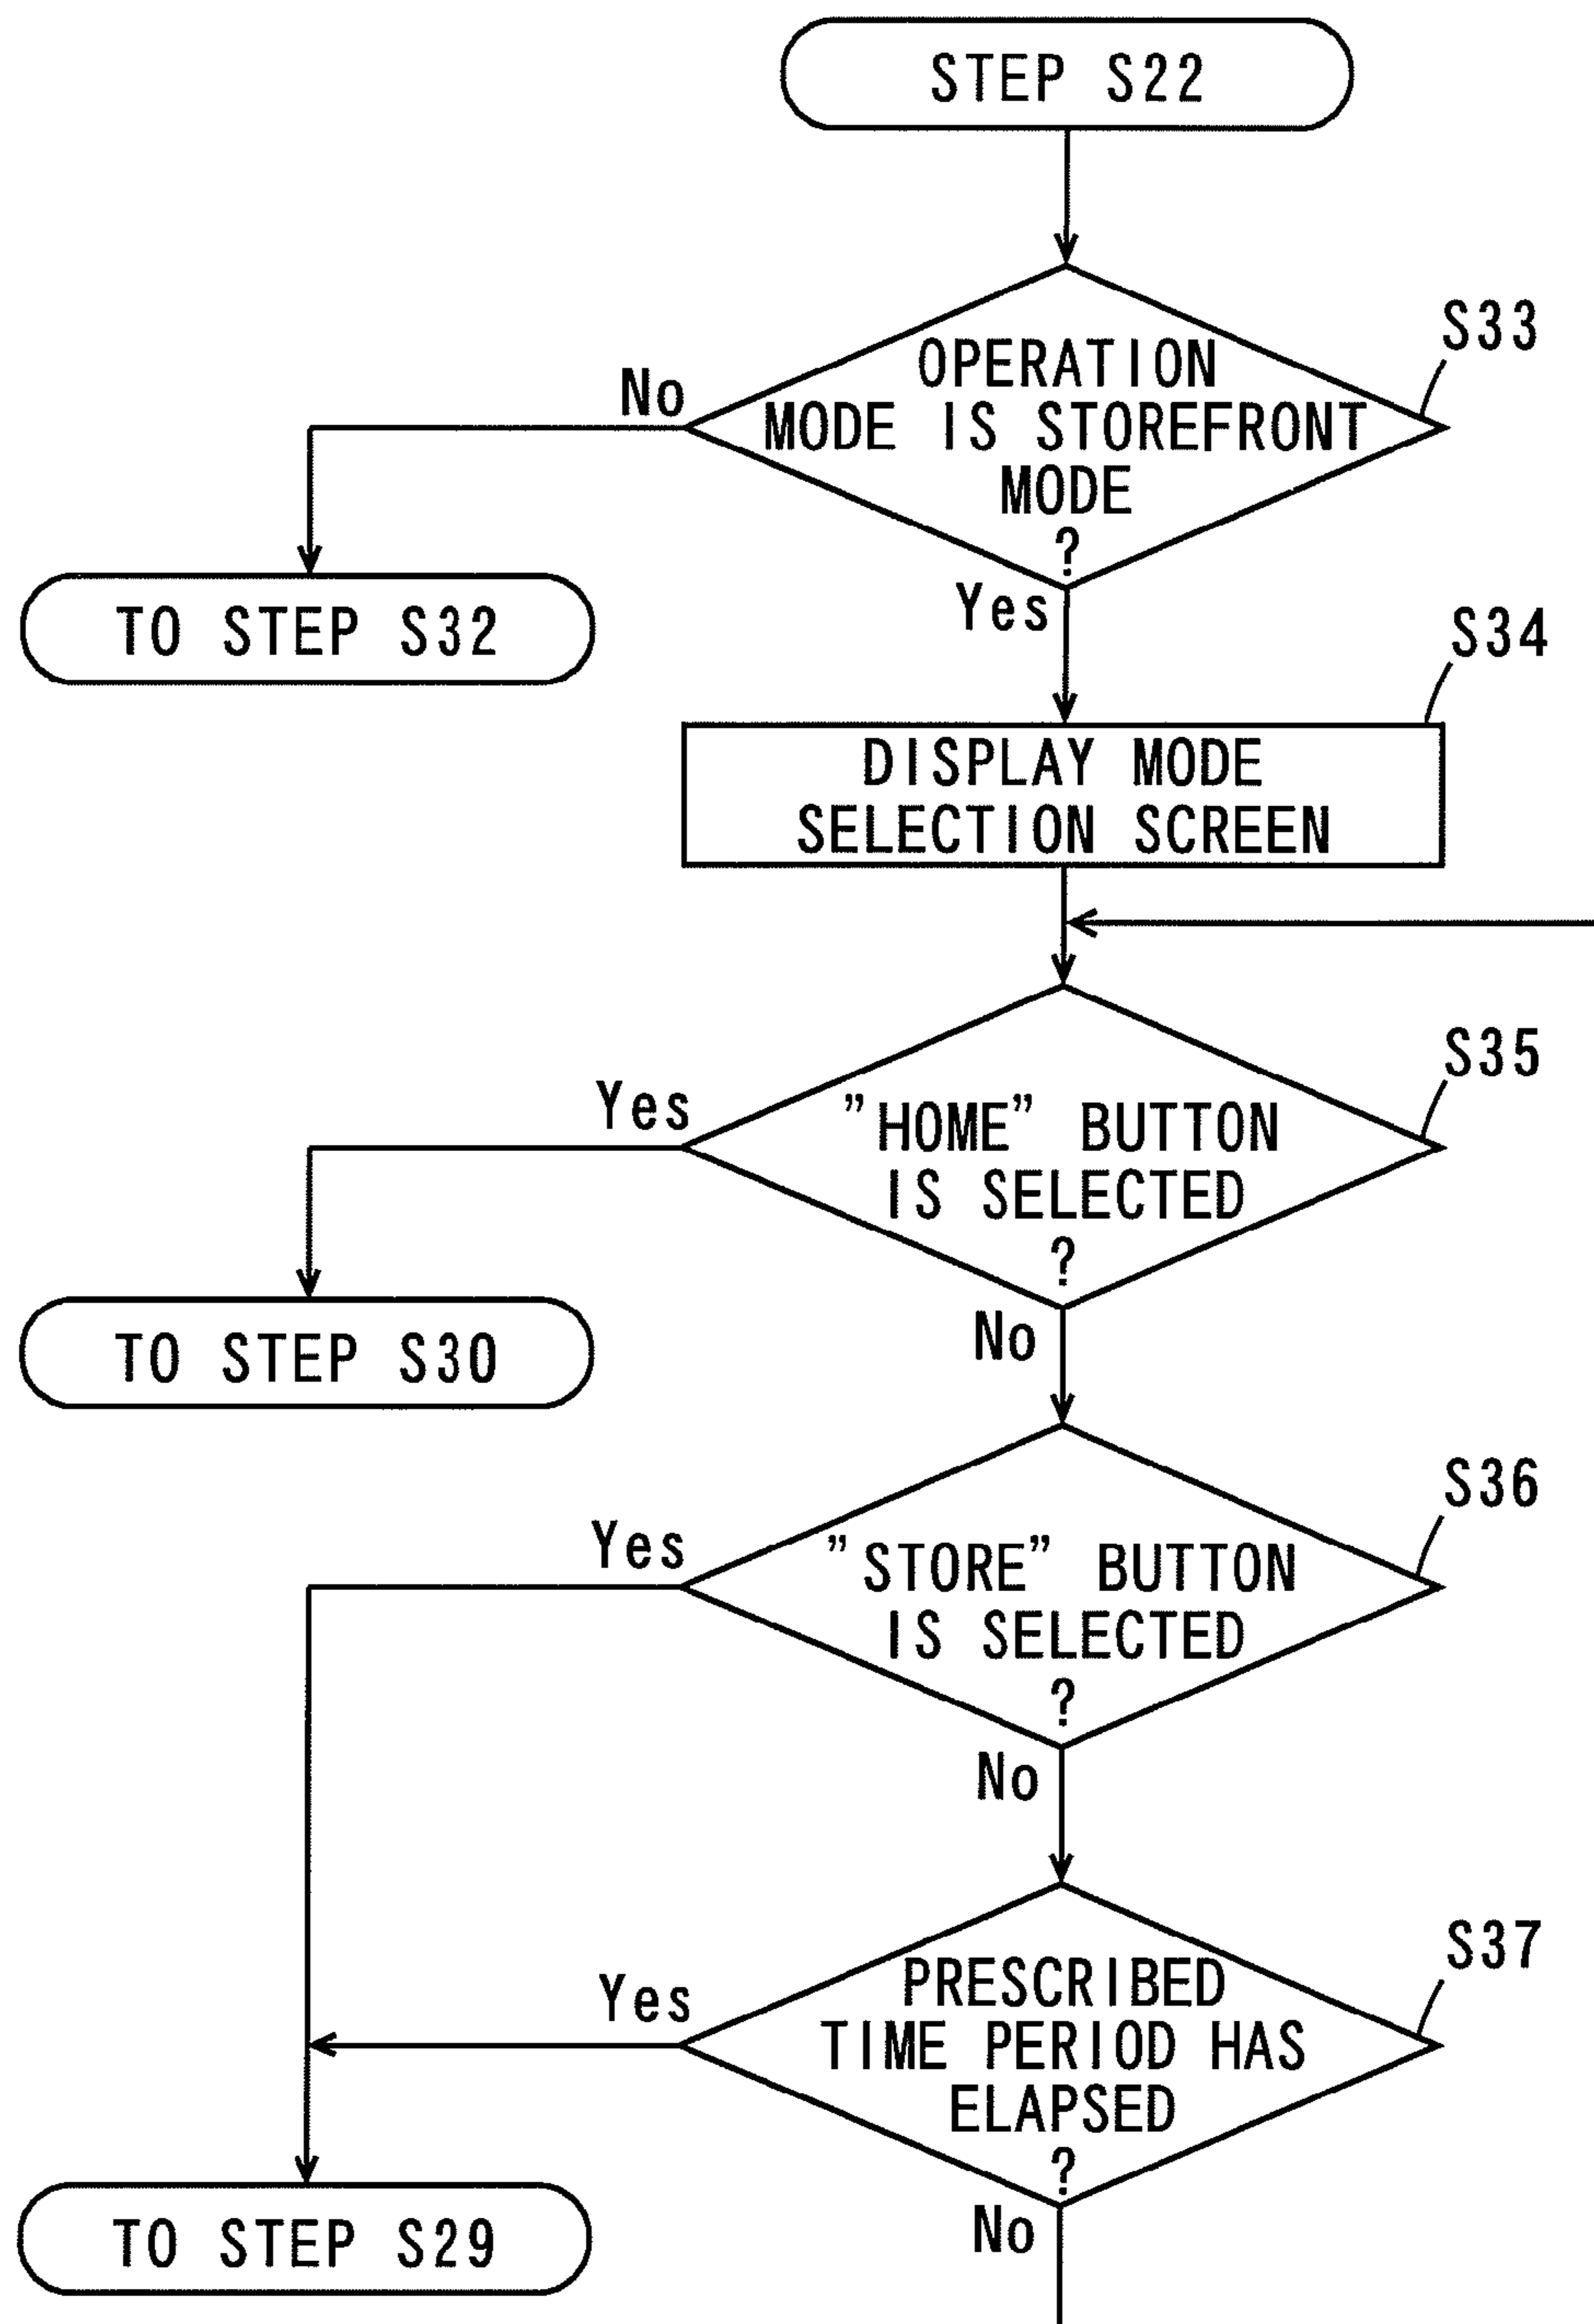 STEP S22
S33
OPERATION
MODE IS STOREFRONT
MODE
?
No
Yes
TO STEP S32
S34
DISPLAY MODE
SELECTION SCREEN
S35
Yes
”HOME” BUTTON
IS SELECTED
?
No
TO STEP S30
S36
Yes
”STORE” BUTTON
IS SELECTED
?
No
S37
Yes
PRESCRIBED
TIME PERIOD HAS
ELAPSED
?
No
TO STEP S29